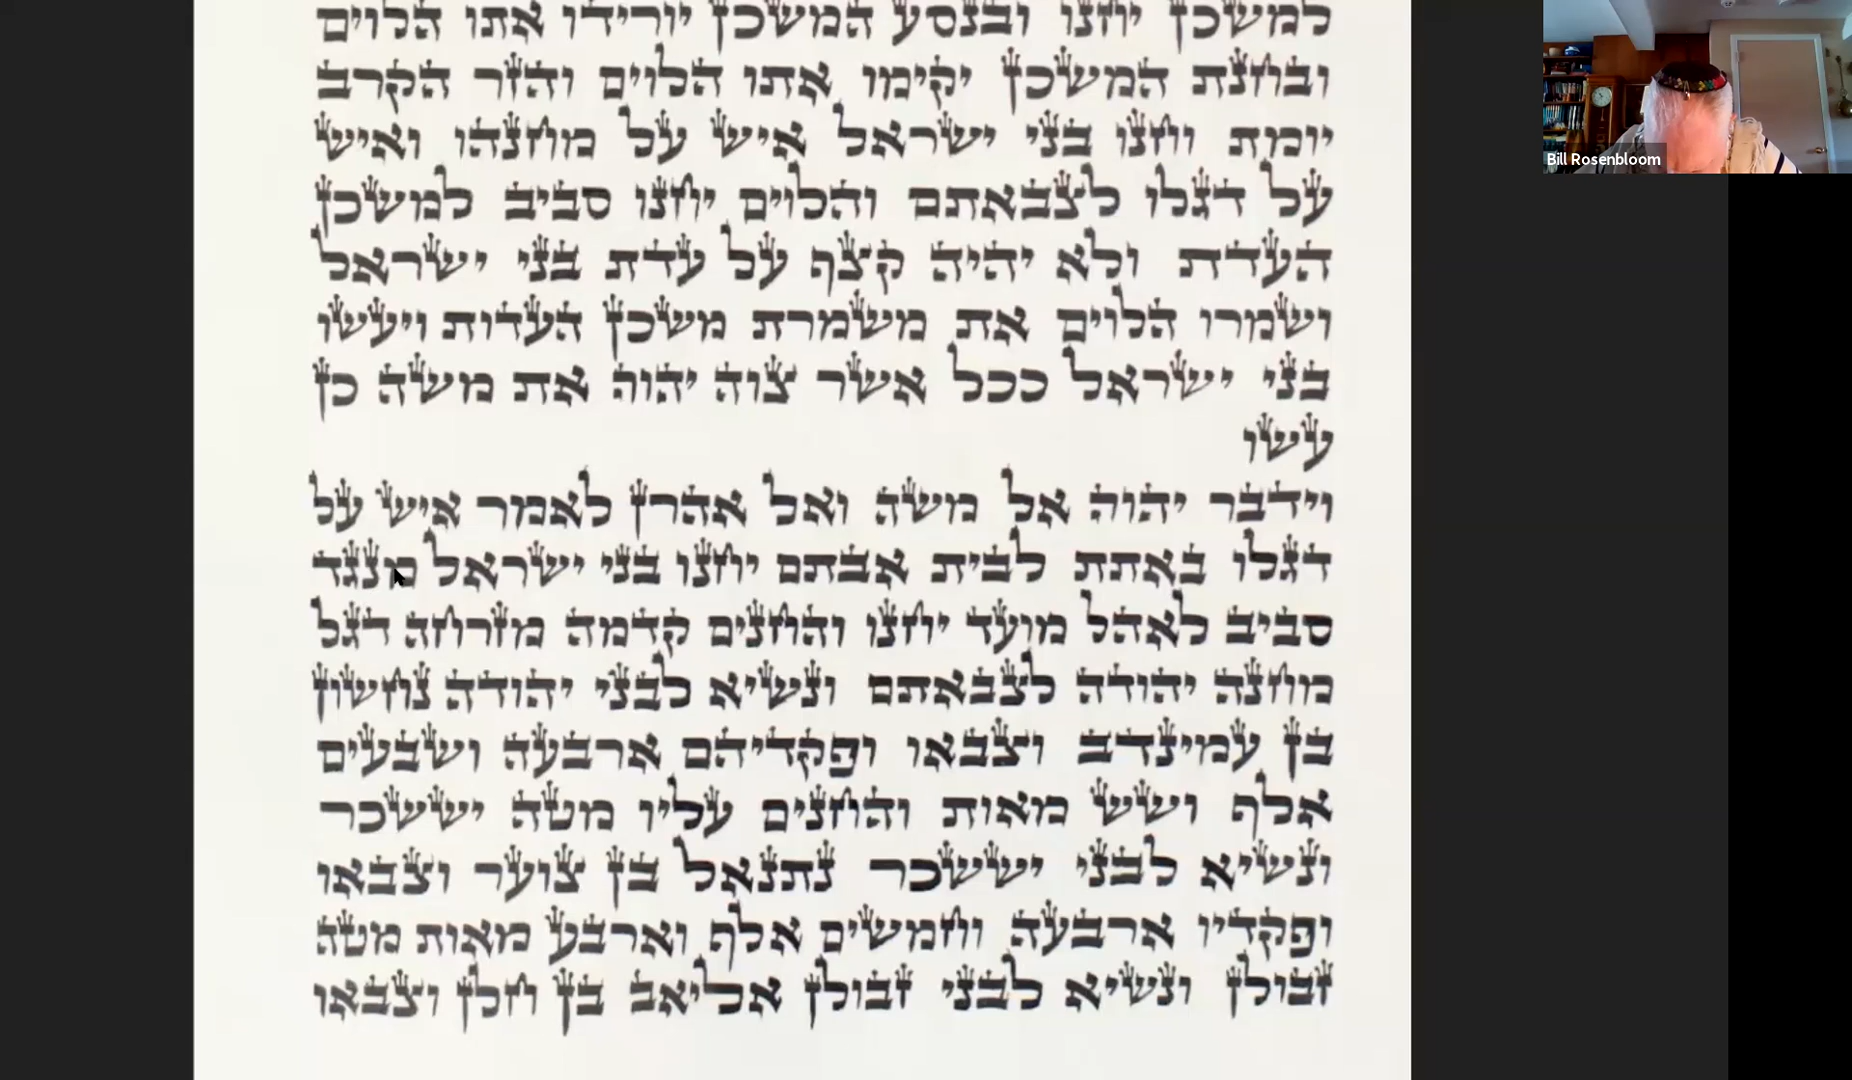 למשכן יחנו ובנסע המשכן יורידו אתו הלוים
ובחנת המשכן יקימו אתו הלוים והזר הקרב
יומת וחנו בני ישראל איש על מחנהו ואיש
על דגלו לצבאתם והלוים יחנו סביב למשכן
העדת ולא יהיה קצף על עדת בני ישראל
ושמרו הלוים את משמרת משכן העדות ויעשו
בני ישראל ככל אשר צוה יהוה את משה כן
עשו
וידבר יהוה אל משה ואל אהרן לאמר איש על
דגלו באתת לבית אבתם יחנו בני ישראל מנגד
סביב לאהל מועד יחנו והחנים קדמה מזרחה דגל
מחנה יהודה לצבאתם ונשיא לבני יהודה נחשון
בן עמינדב וצבאו ופקדיהם ארבעה ושבעים
אלף ושש מאות והחנים עליו מטה יששכר
ונשיא לבני יששכר נתנאל בן צוער וצבאו
ופקדיו ארבעה וחמשים אלף וארבע מאות מטה
זבולן ונשיא לבני זבולן אליאב בן חלן וצבאו
Bill Rosenbloom